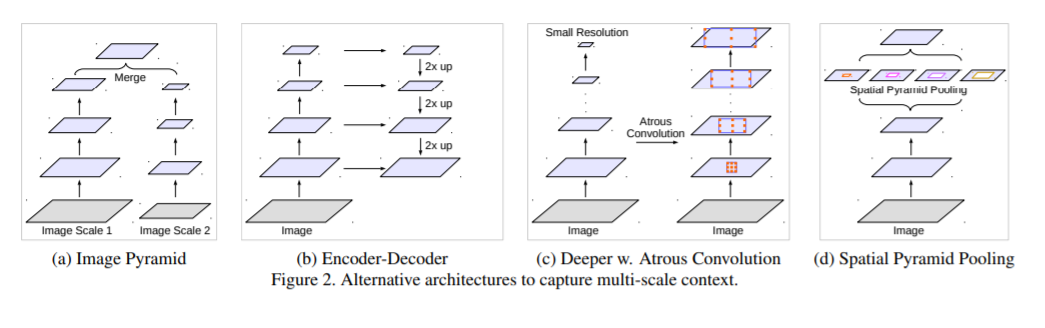 Merge
Image Scale 1
Image Scale 2
(a) Image Pyramid
2x up
2x up
2x up
Image
(b) Encoder-Decoder
Small Resolution
Atrous
Convolution
Image
Image
(c) Deeper w. Atrous Convolution
Spatial Pyramid Pooling
Image
(d) Spatial Pyramid Pooling
Figure 2. Alternative architectures to capture multi-scale context.